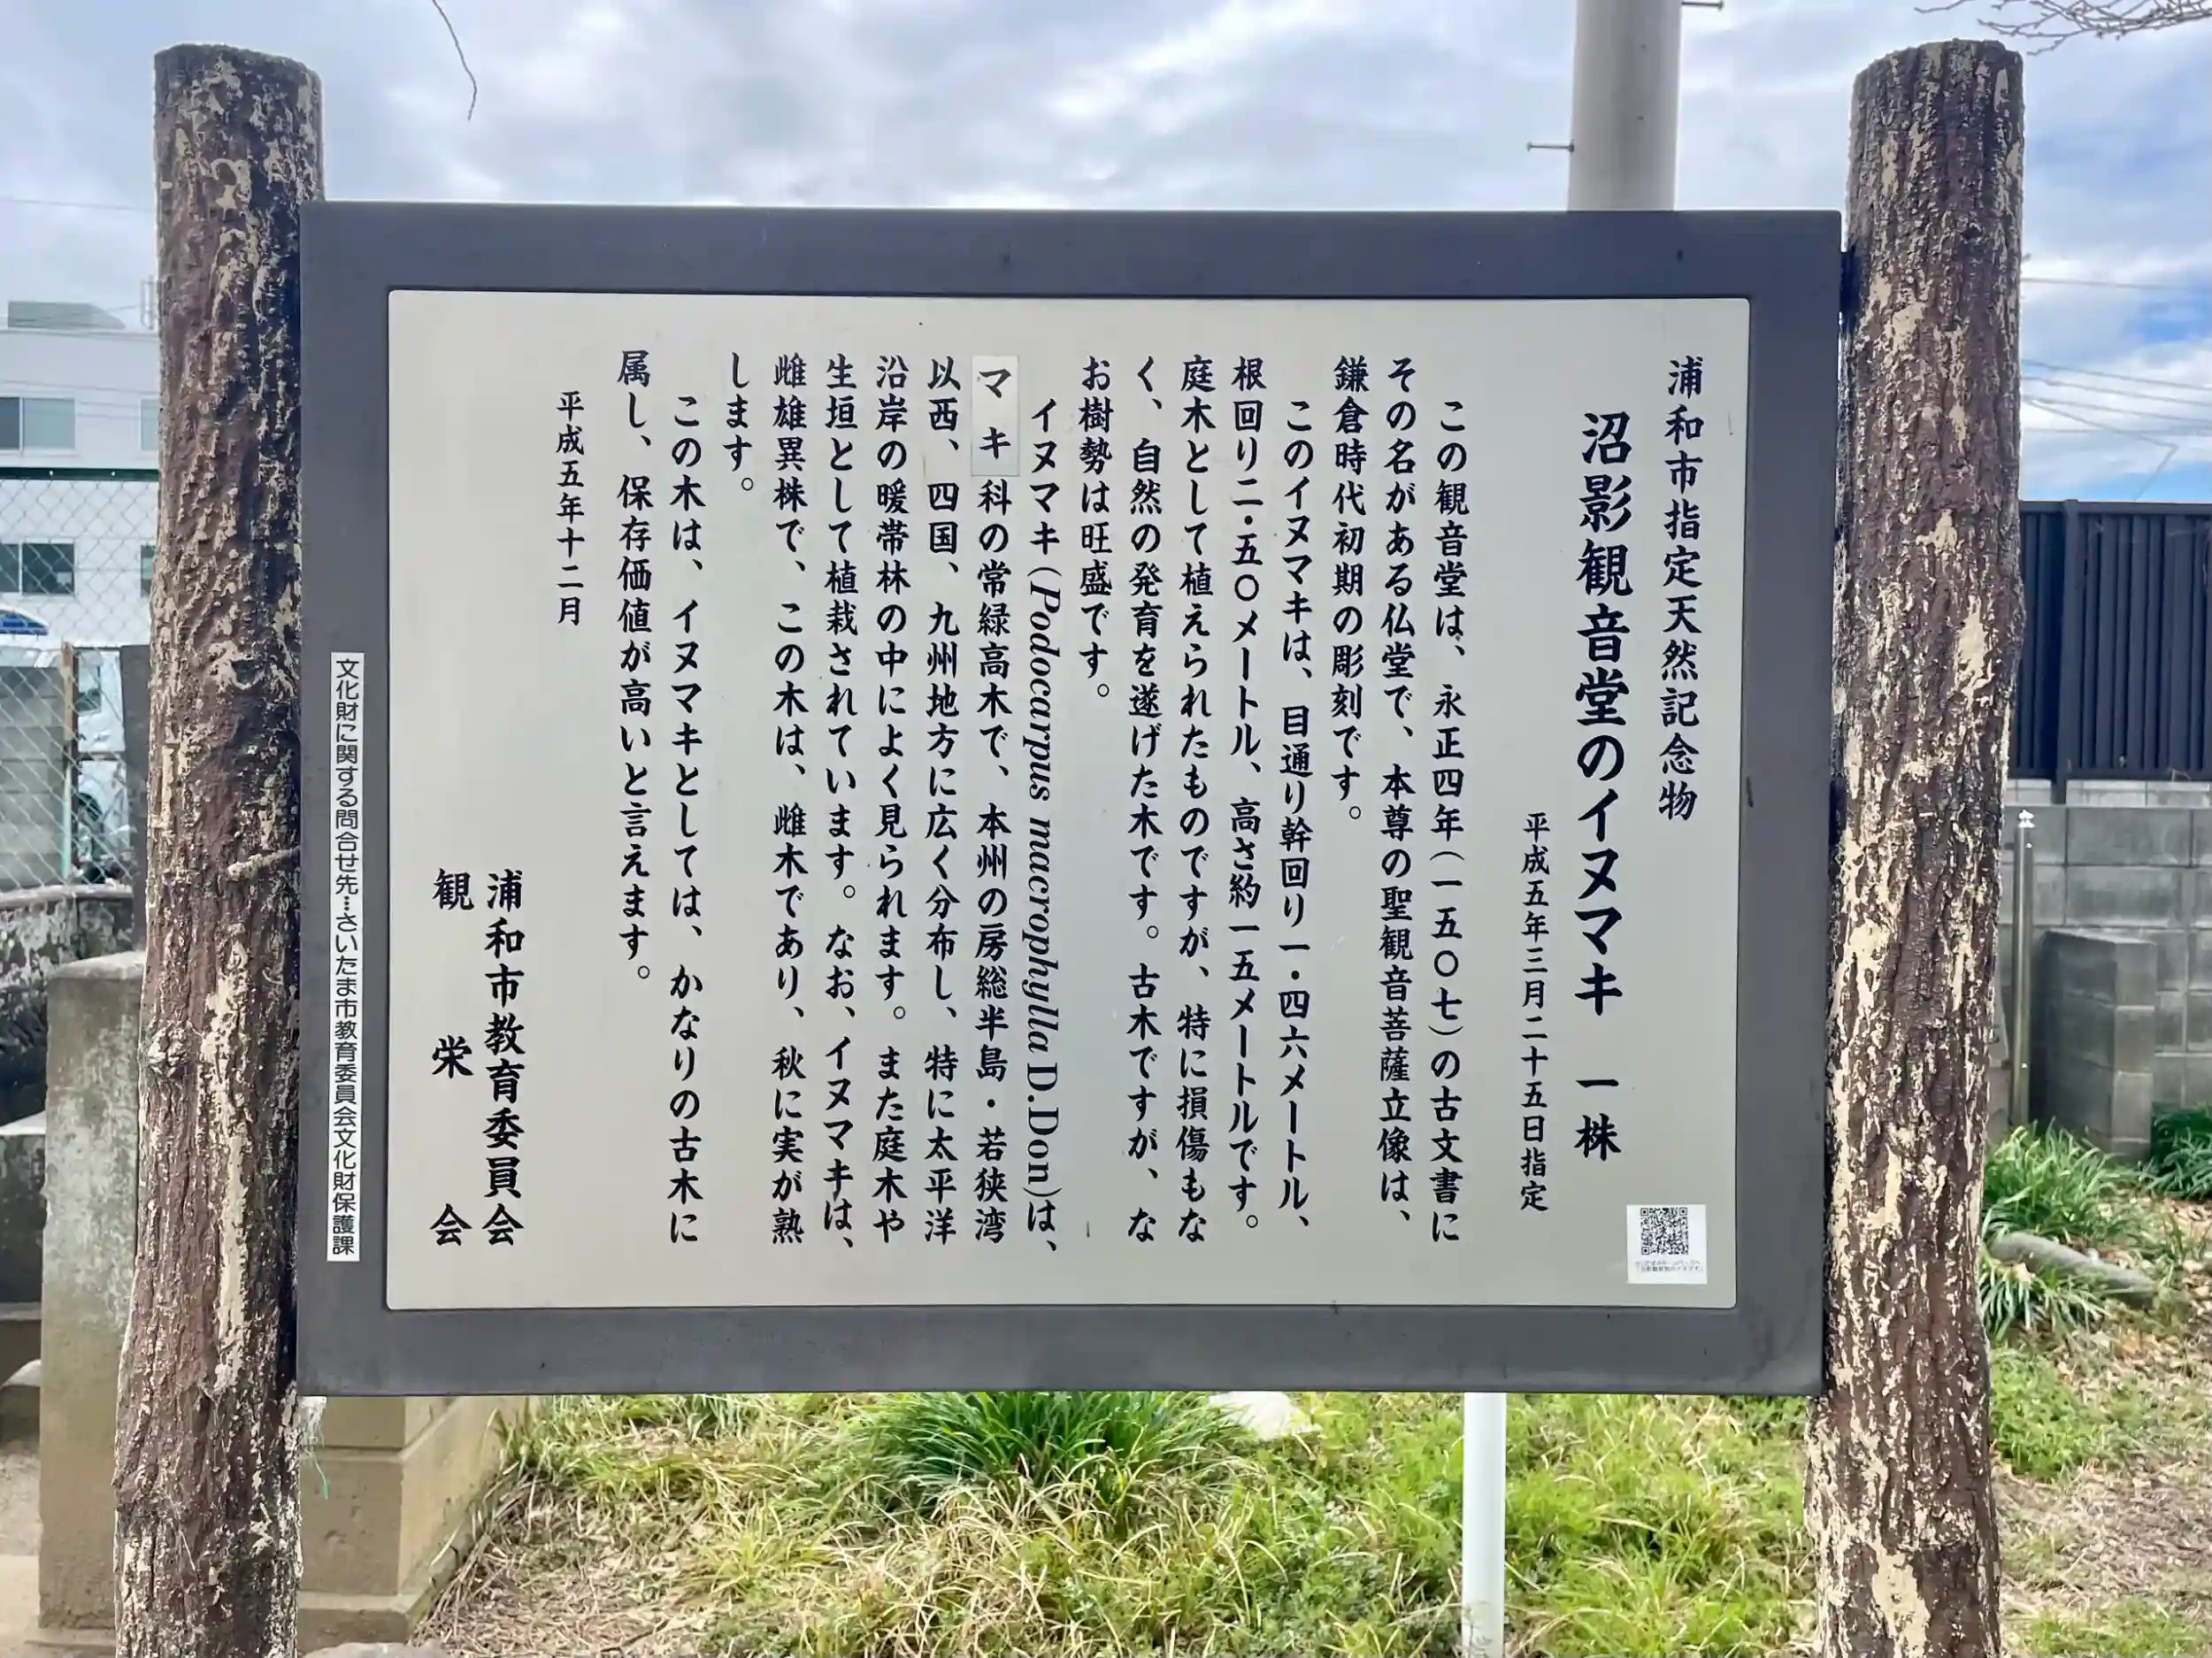 浦和市指定天然記念物
沼影観音堂のイヌマキ 一株
平成五年三月二十五日指定
この観音堂は、永正四年(一五〇七)の古文書に
その名がある仏堂で、本尊の聖観音菩薩立像は、
鎌倉時代初期の彫刻です。
このイヌマキは、目通り幹回り一・四六メートル、
根回り二・五〇メートル、高さ約一五メートルです。
庭木として植えられたものですが、特に損傷もな
く、自然の発育を遂げた木です。古木ですが、な
お樹勢は旺盛です。
イヌマキ(Podocarpus macrophylla D.Don)は、
マキ科の常緑高木で、本州の房総半島・若狭湾
以西、四国、九州地方に広く分布し、特に太平洋
沿岸の暖帯林の中によく見られます。また庭木や
生垣として植栽されています。なお、イヌマキは、
雌雄異株で、この木は、雌木であり、秋に実が熟
します。
この木は、イヌマキとしては、かなりの古木に
属し、保存価値が高いと言えます。
平成五年十二月
浦和市教育委員会
観栄会
文化財に関する問合せ先…さいたま市教育委員会文化財保護課